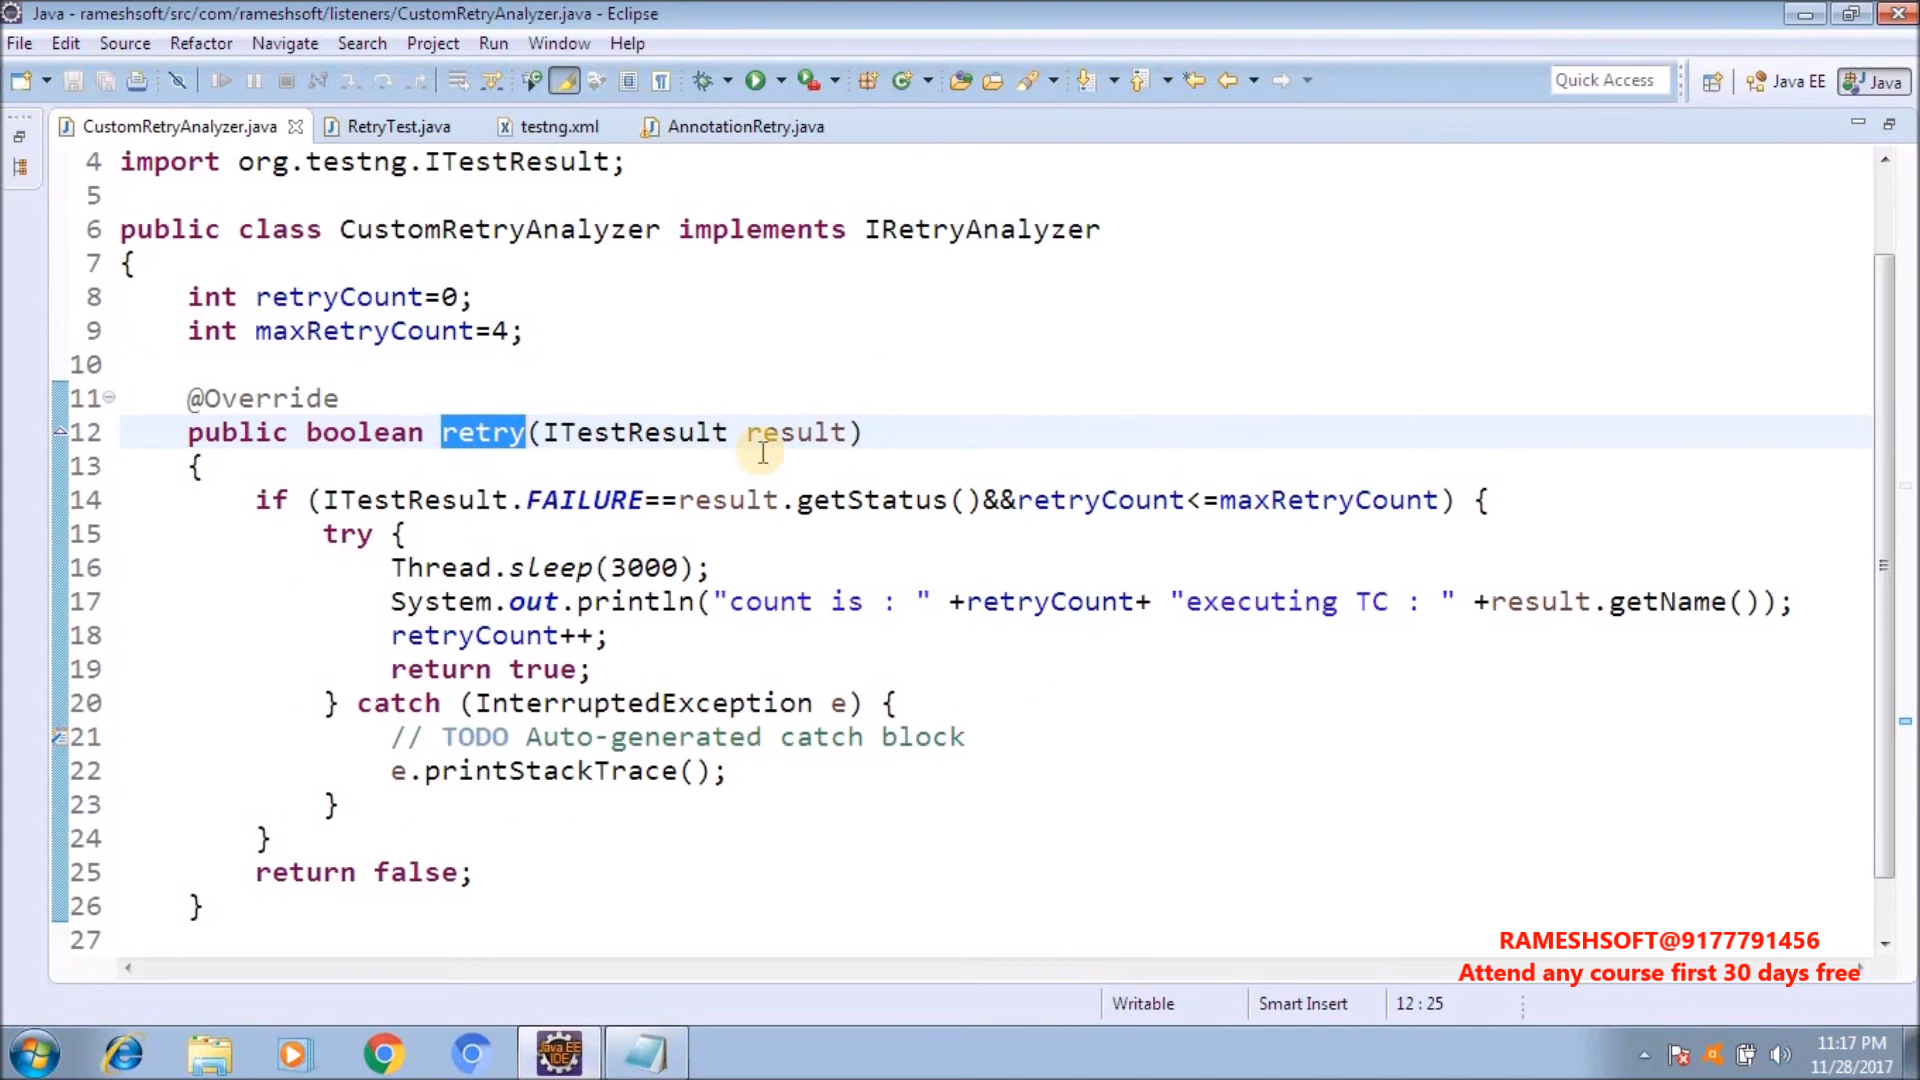 Java - rameshsoft/src/com/rameshsoft/listeners/CustomRetryAnalyzer.java - Eclipse
File Edit Source Refactor Navigate Search Project Run Window Help
Quick Access
Java EE
Java
CustomRetryAnalyzer.java
RetryTest.java
testng.xml
AnnotationRetry.java
4 import org.testng.ITestResult;
5
6 public class CustomRetryAnalyzer implements IRetryAnalyzer
7 {
8 int retryCount=0;
9 int maxRetryCount=4;
10
11 @Override
12 public boolean retry(ITestResult result)
13 {
14 if (ITestResult.FAILURE==result.getStatus()&&retryCount<=maxRetryCount) {
15 try {
16 Thread.sleep(3000);
17 System.out.println("count is : " +retryCount+ "executing TC : " +result.getName());
18 retryCount++;
19 return true;
20 } catch (InterruptedException e) {
21 // TODO Auto-generated catch block
22 e.printStackTrace();
23 }
24 }
25 return false;
26 }
27
RAMESHSOFT@9177791456
Attend any course first 30 days free
Writable
Smart Insert
12 : 25
Java EE
IDE
11:17 PM
11/28/2017